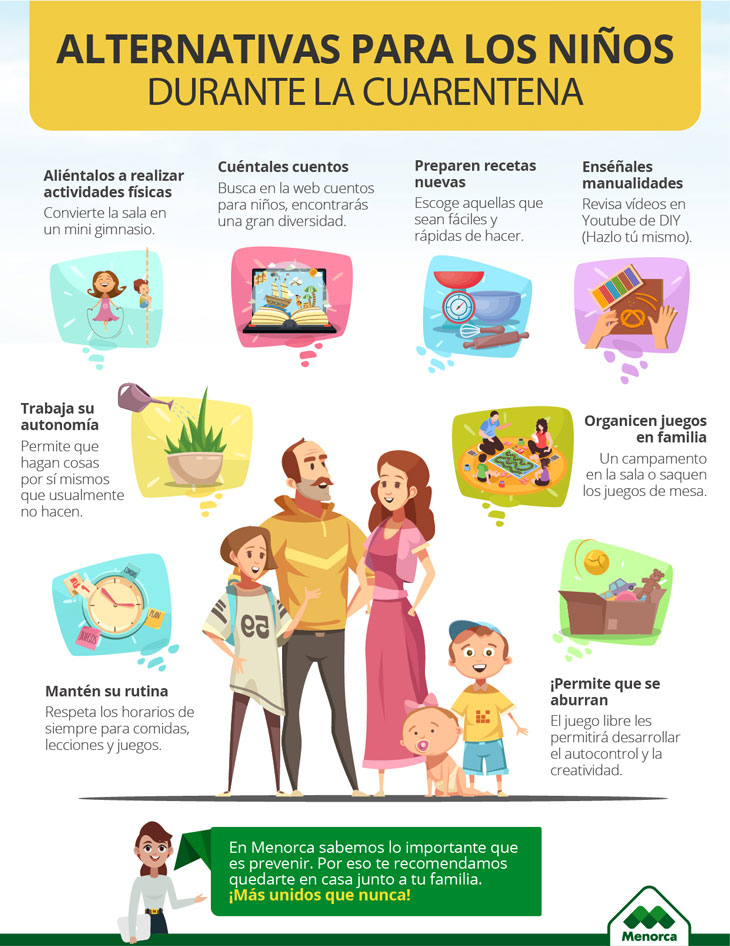 ALTERNATIVAS PARA LOS NIÑOS
DURANTE LA CUARENTENA
Aliéntalos a realizar
actividades físicas
Convierte la sala en
un mini gimnasio.
Cuéntales cuentos
Busca en la web cuentos
para niños, encontrarás
una gran diversidad.
Preparen recetas
nuevas
Escoge aquellas que
sean fáciles y
rápidas de hacer.
Enséñales
manualidades
Revisa vídeos en
Youtube de DIY
(Hazlo tú mismo).
Trabaja su
autonomía
Permite que
hagan cosas
por sí mismos
que usualmente
no hacen.
Organicen juegos
en familia
Un campamento
en la sala o saquen
los juegos de mesa.
PLAN
JUEGOS
Mantén su rutina
Respeta los horarios de
siempre para comidas,
lecciones y juegos.
¡Permite que se
aburran
El juego libre les
permitirá desarrollar
el autocontrol y la
creatividad.
En Menorca sabemos lo importante que
es prevenir. Por eso te recomendamos
quedarte en casa junto a tu familia.
¡Más unidos que nunca!
Menorca